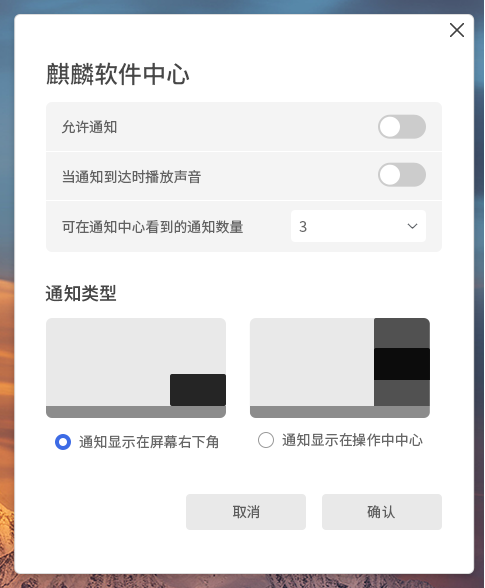 麒麟软件中心
允许通知
当通知到达时播放声音
可在通知中心看到的通知数量 3
通知类型
通知显示在屏幕右下角 通知显示在操作中中心
取消 确认